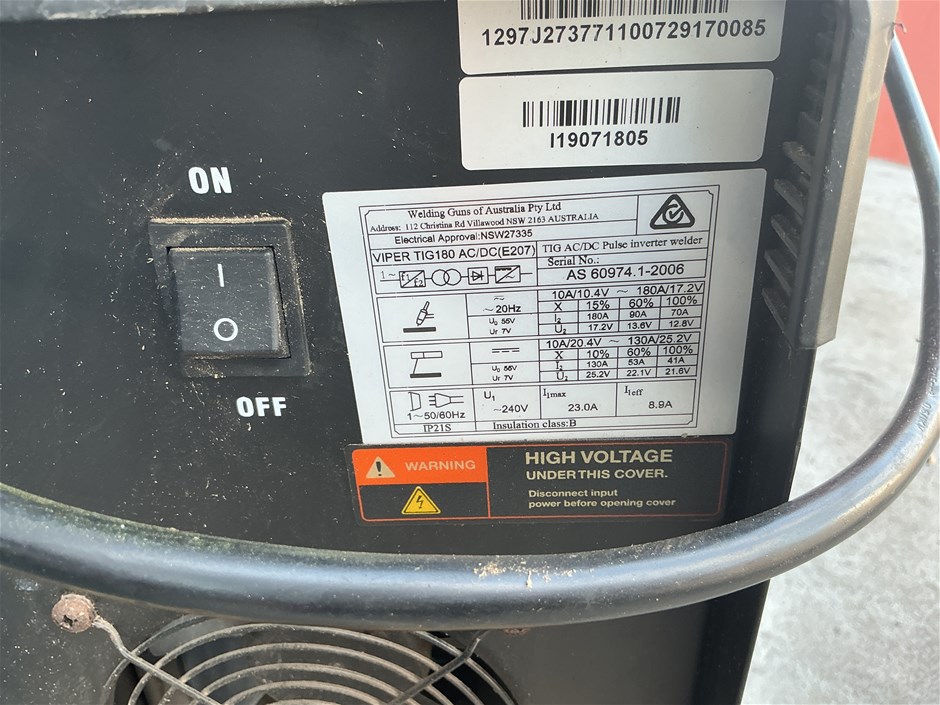 1297J273771100729170085
I19071805
ON
I
O
OFF
Welding Guns of Australia Pty Ltd
Address: 112 Christina Rd Villawood NSW 2163 AUSTRALIA
Electrical Approval:NSW27335
VIPER TIG180 AC/DC(E207)
TIG AC/DC Pulse inverter welder
Serial No.:
AS 60974.1-2006
1~ f1 f2
~20Hz
U0 55V
Ur 7V
10A/10.4V ~ 180A/17.2V
X 15% 60% 100%
I2 180A 90A 70A
U2 17.2V 13.6V 12.8V
U0 55V
Ur 7V
10A/20.4V ~ 130A/25.2V
X 10% 60% 100%
I2 130A 53A 41A
U2 25.2V 22.1V 21.6V
1~50/60Hz
U1 ~240V
I1max 23.0A
I1eff 8.9A
IP21S
Insulation class:B
WARNING
HIGH VOLTAGE
UNDER THIS COVER.
Disconnect input
power before opening cover